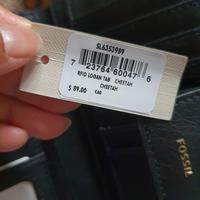 SL6353989
7 23764 60047 6
RFID LOGAN TAB CHEETAH
CHEETAH
$ 89.00 CAD
FOSSIL